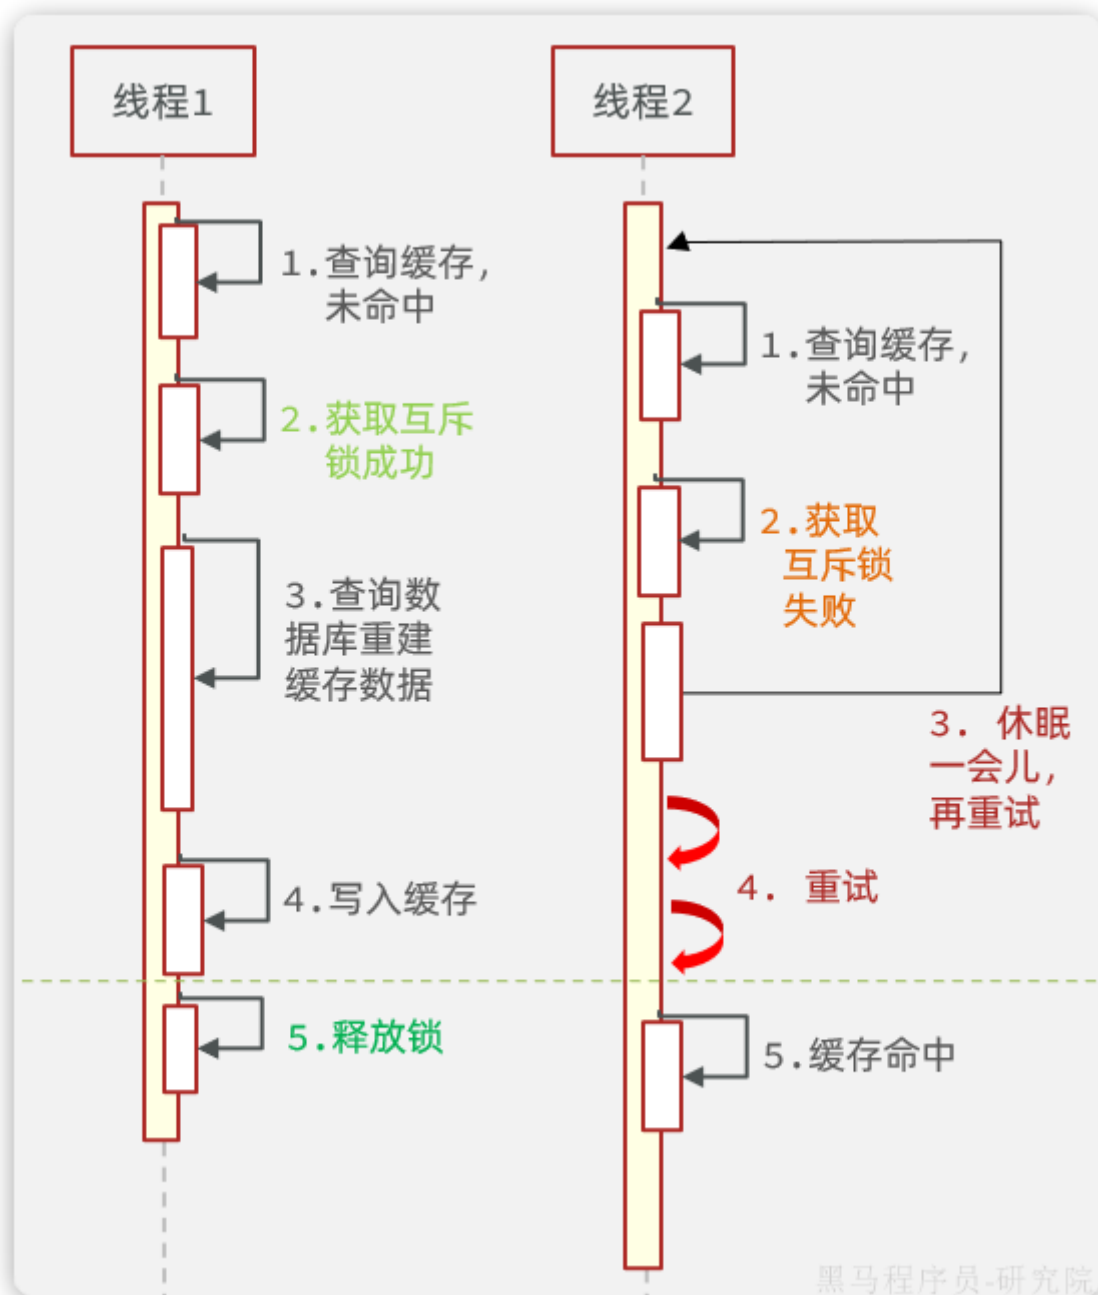 线程1
线程2
1.查询缓存,
未命中
2.获取互斥
锁成功
3.查询数
据库重建
缓存数据
4.写入缓存
5.释放锁
1.查询缓存,
未命中
2.获取
互斥锁
失败
3. 休眠
一会儿,
再重试
4. 重试
5.缓存命中
黑马程序员-研究院